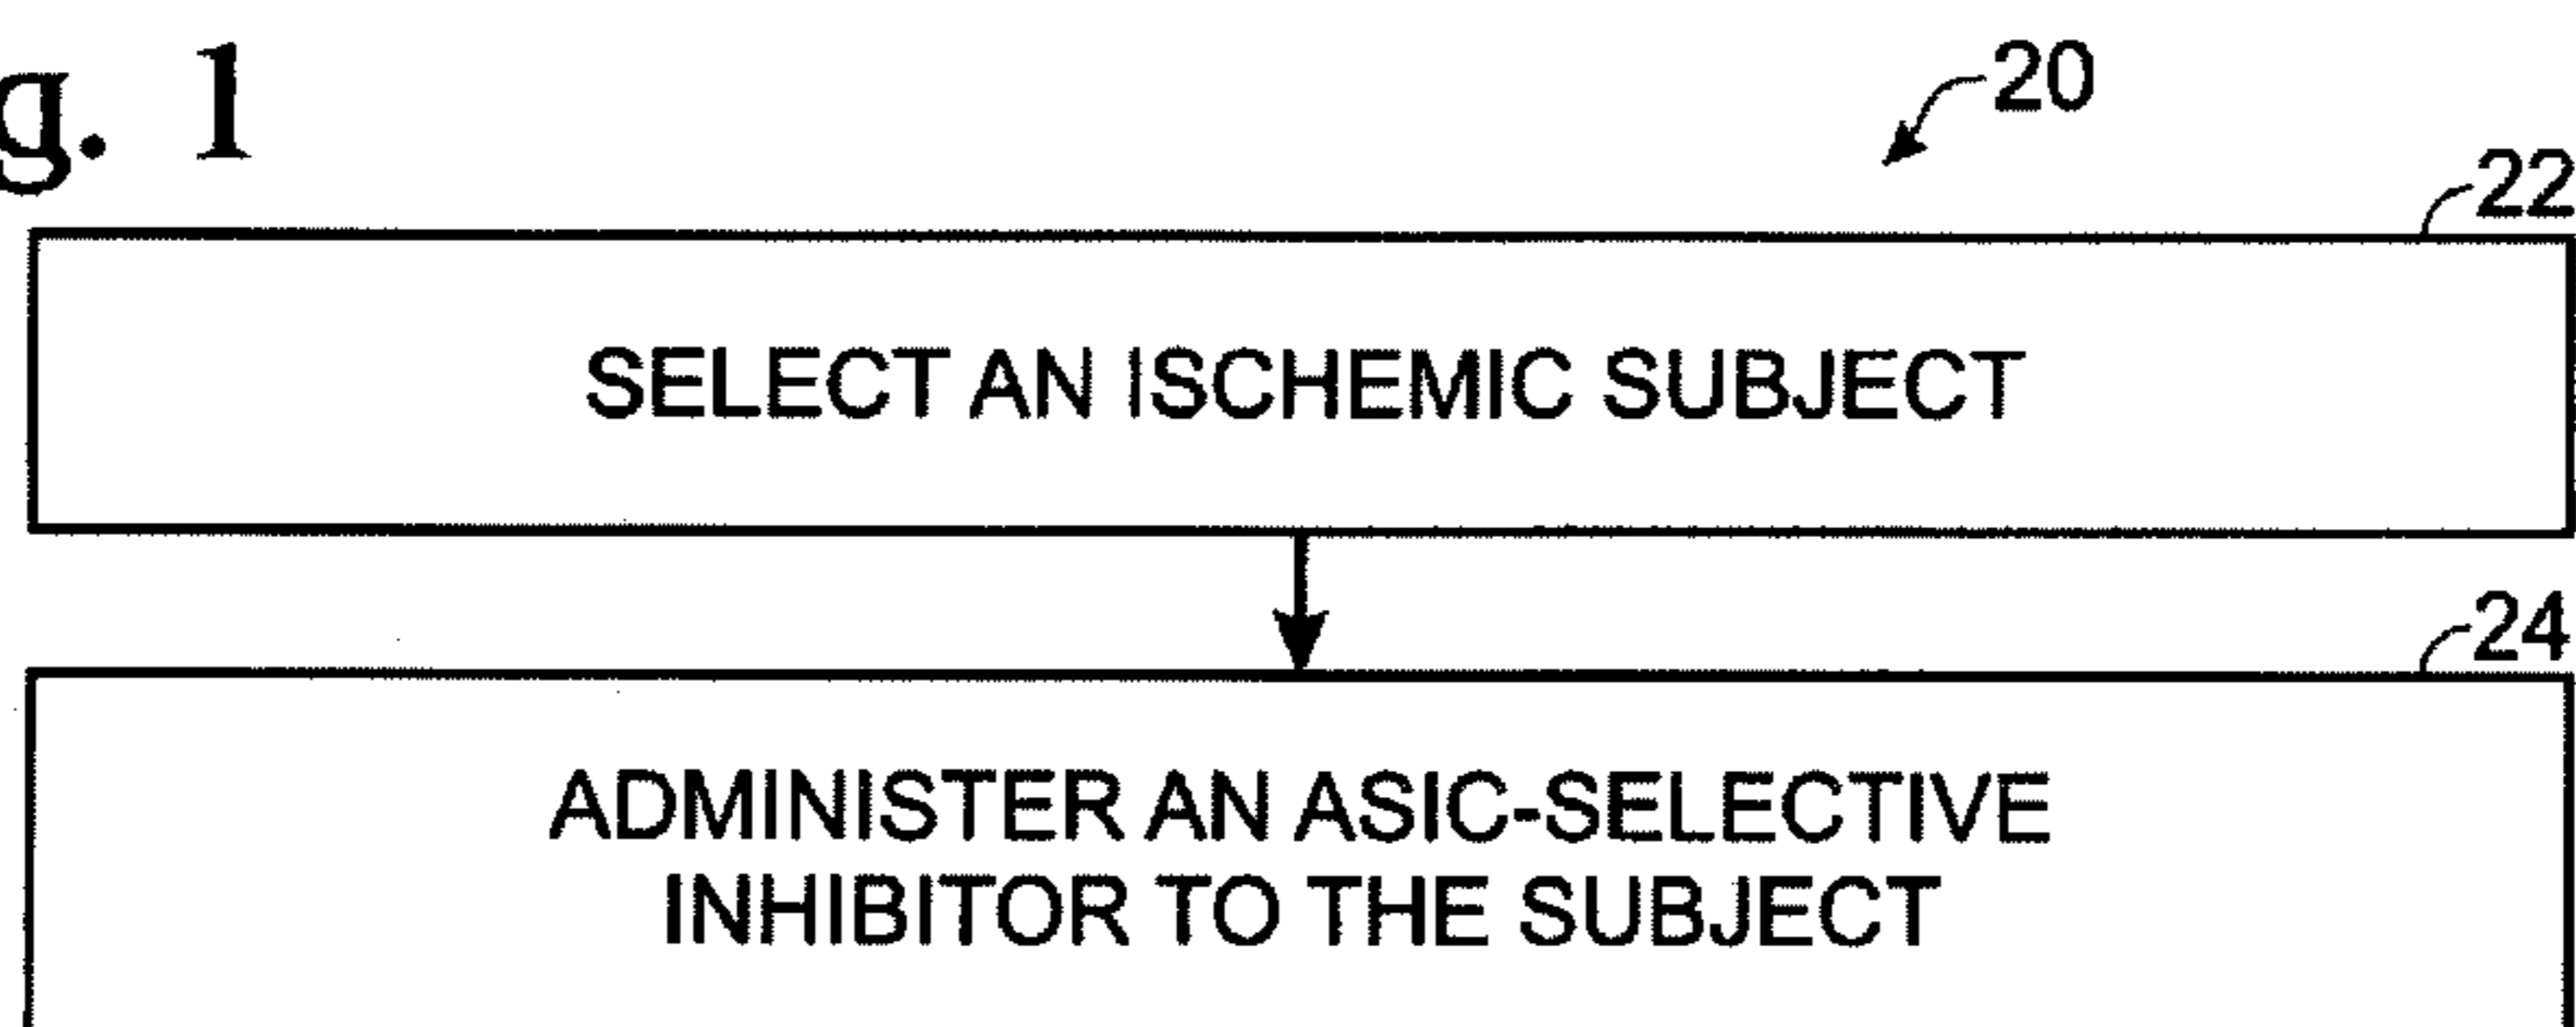 g. 1
20
22
SELECT AN ISCHEMIC SUBJECT
24
ADMINISTER AN ASIC-SELECTIVE
INHIBITOR TO THE SUBJECT